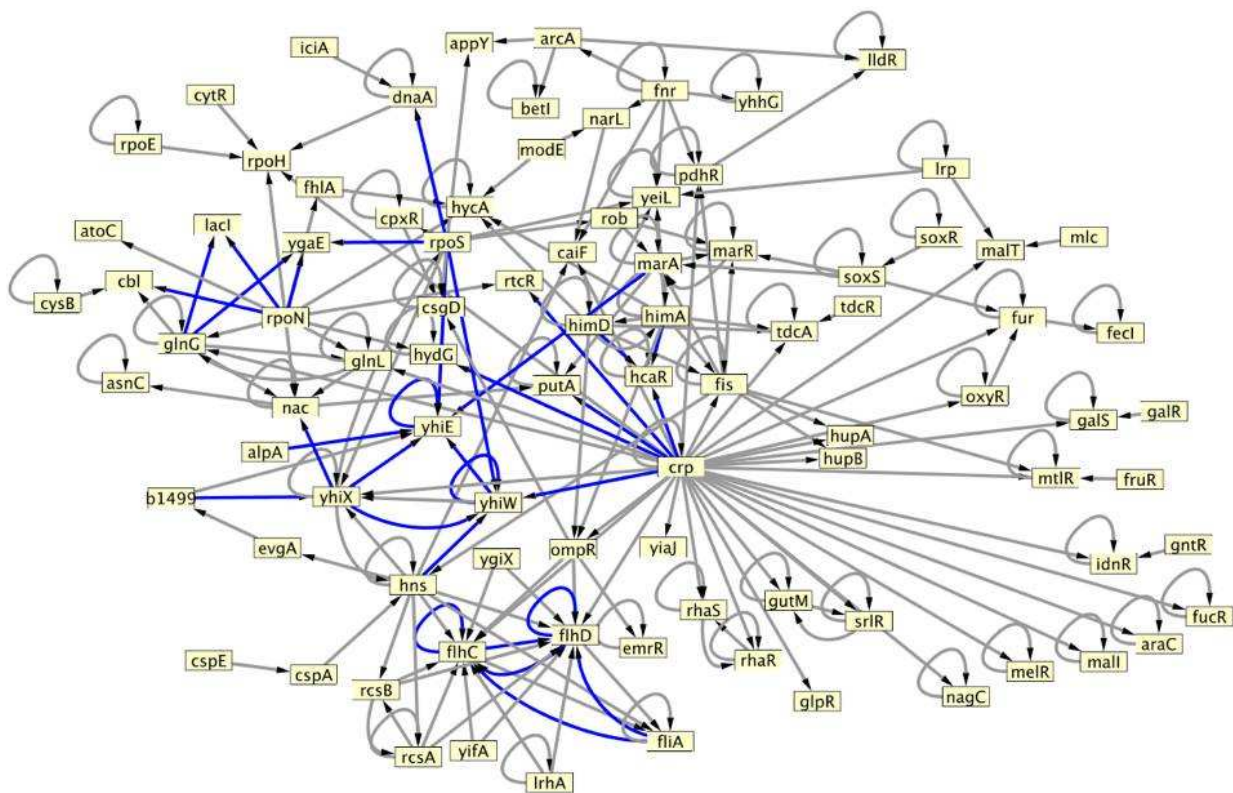 iciA
appY
arcA
lldR
cytR
dnaA
betI
fnr
yhhG
narL
rpoE
rpoH
modE
pdhR
lrp
fhlA
yeiL
hycA
atoC
lacI
cpxR
rob
soxR
ygaE
rpoS
caiF
marR
malT
mlc
marA
soxS
cysB
cbl
rtcR
csgD
tdcR
rpoN
himD
himA
tdcA
fur
fecI
glnG
glnL
hydG
hcaR
fis
asnC
putA
oxyR
nac
galS
galR
yhiE
hupA
alpA
hupB
crp
mtlR
fruR
b1499
yhiX
yhiW
evgA
ompR
yiaJ
gntR
ygiX
idnR
hns
rhaS
gutM
srlR
fucR
flhD
emrR
araC
flhC
rhaR
malI
cspE
cspA
melR
rcsB
nagC
glpR
fliA
rcsA
yifA
lrhA